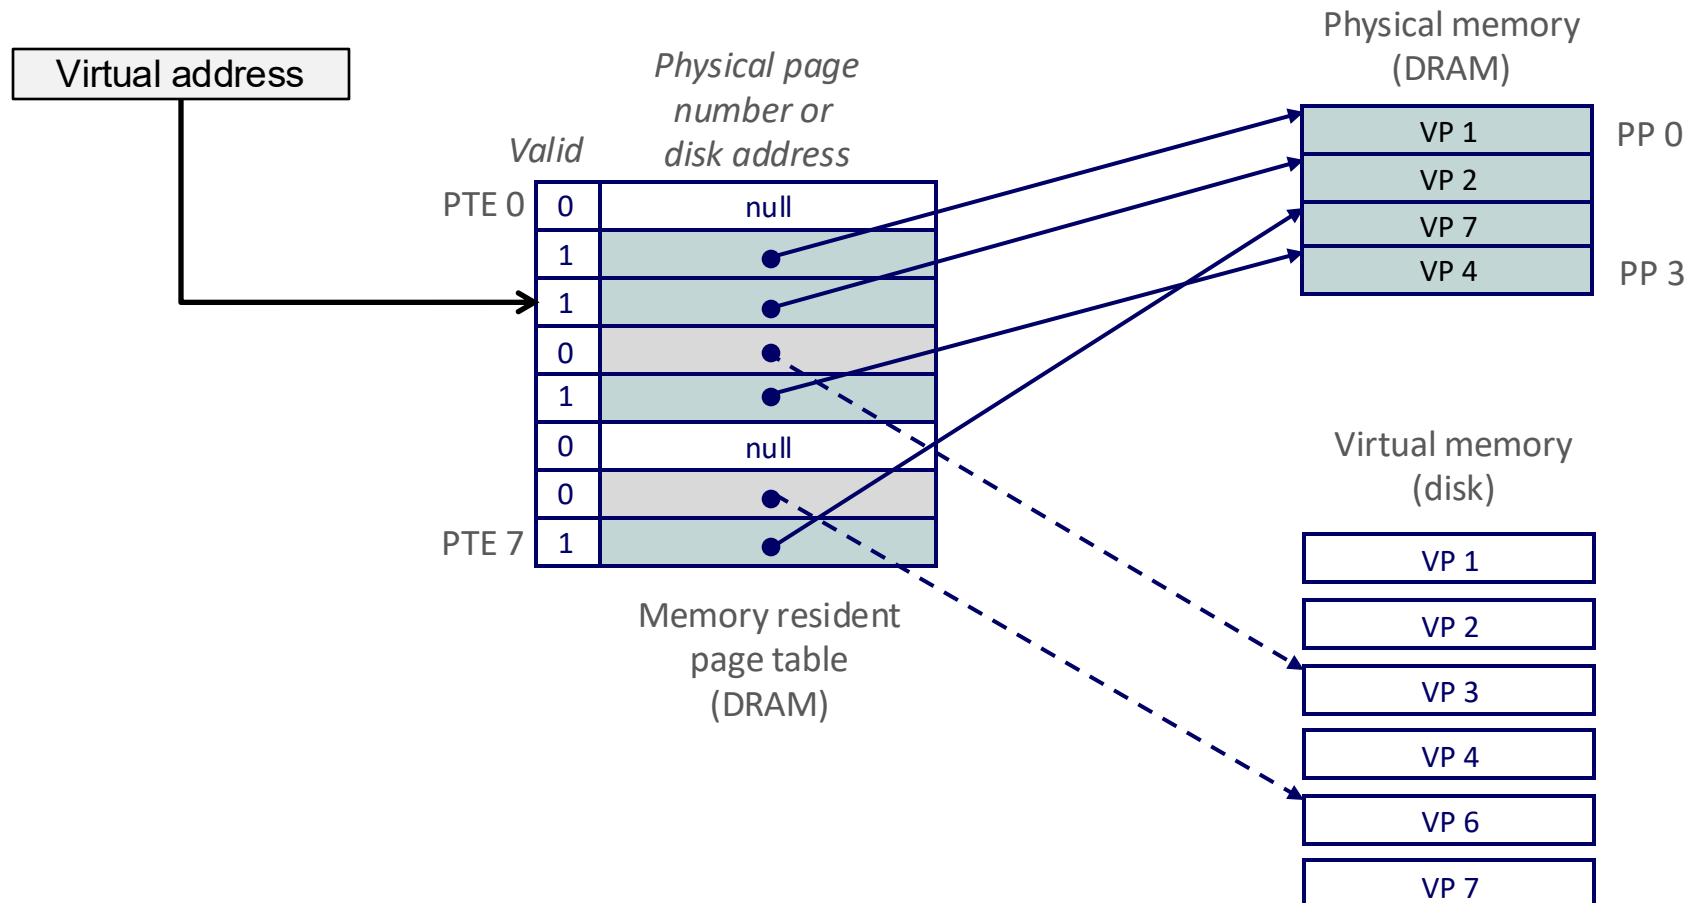 Virtual address
Physical page
number or
disk address
Valid
PTE 0
0
null
1
1
0
1
0
null
0
PTE 7
1
Memory resident
page table
(DRAM)
Physical memory
(DRAM)
VP 1
PP 0
VP 2
VP 7
VP 4
PP 3
Virtual memory
(disk)
VP 1
VP 2
VP 3
VP 4
VP 6
VP 7